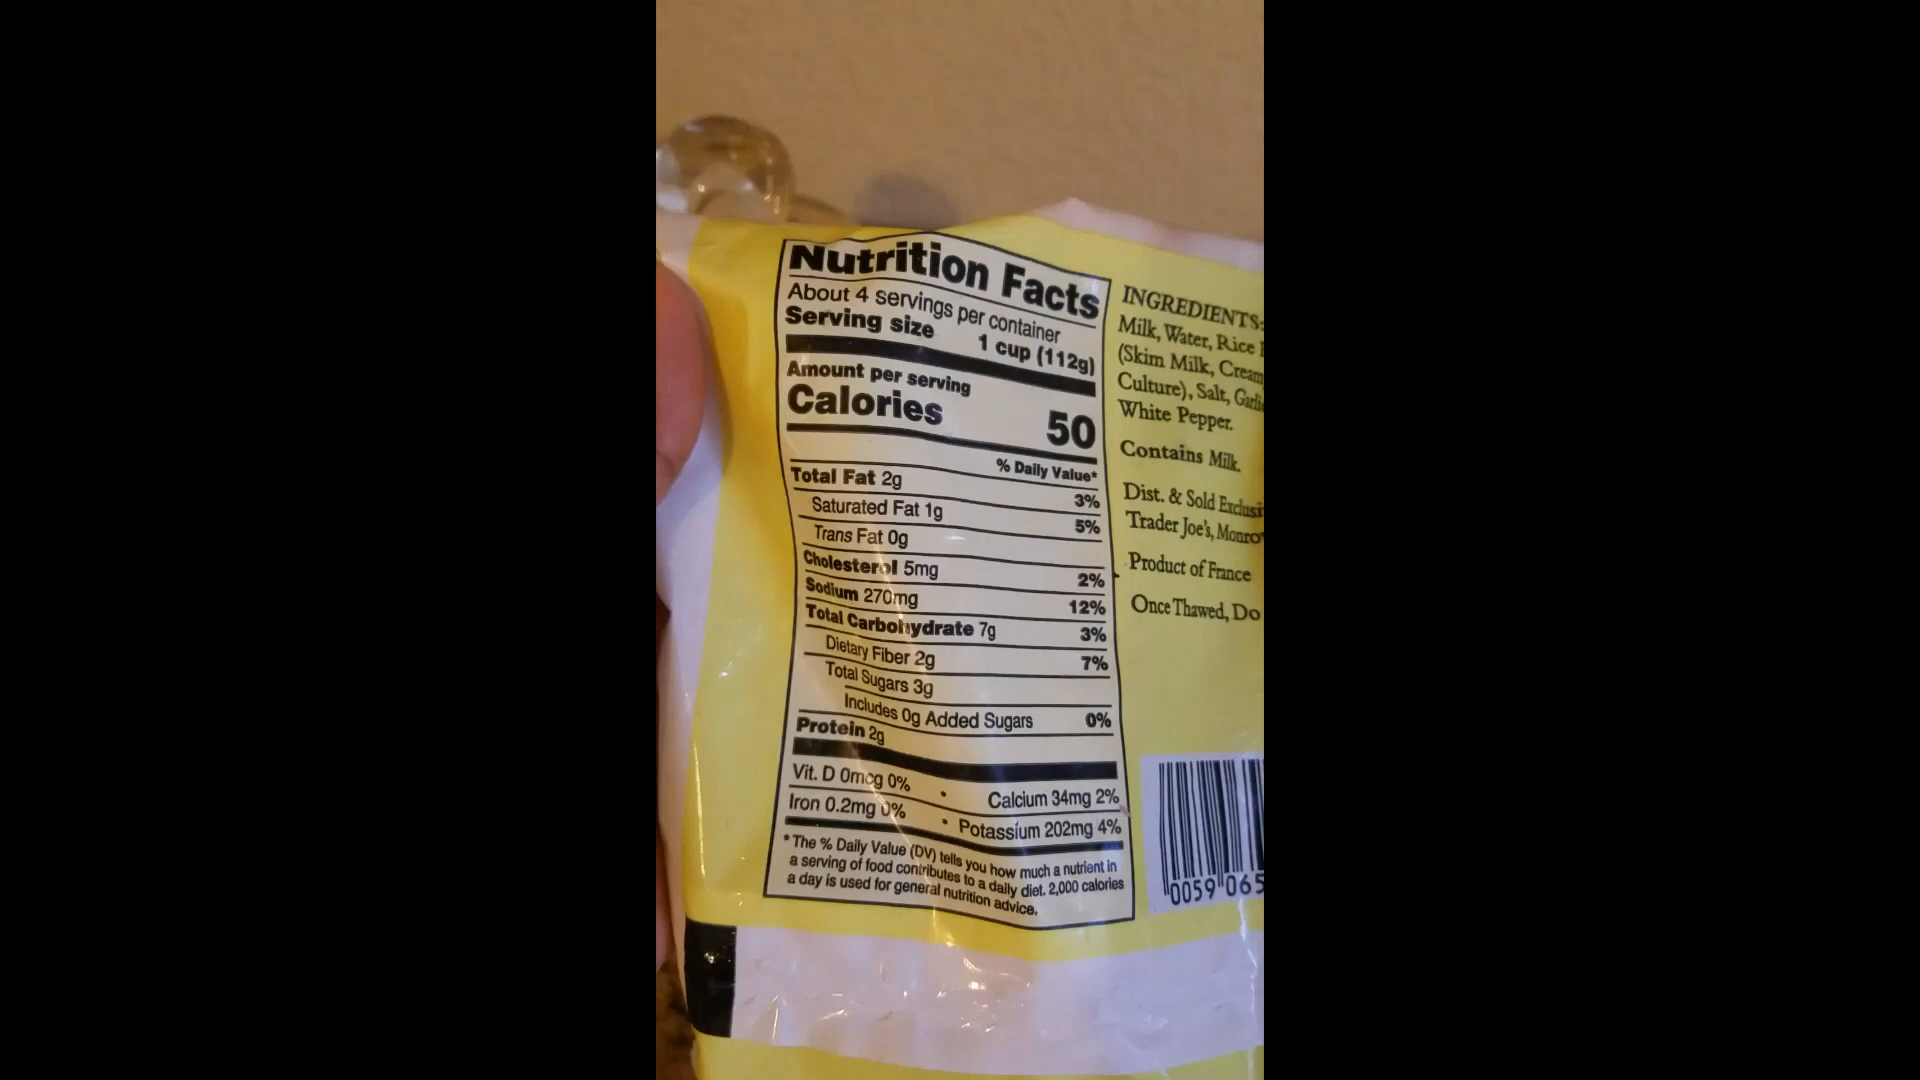 Nutrition Facts
About 4 servings per container
Serving size 1 cup (112g)
Amount per serving
Calories 50
% Daily Value*
Total Fat 2g 3%
Saturated Fat 1g 5%
Trans Fat 0g
Cholesterol 5mg 2%
Sodium 270mg 12%
Total Carbohydrate 7g 3%
Dietary Fiber 2g 7%
Total Sugars 3g
Includes 0g Added Sugars 0%
Protein 2g
Vit. D 0mcg 0% • Calcium 34mg 2%
Iron 0.2mg 0% • Potassium 202mg 4%
* The % Daily Value (DV) tells you how much a nutrient in
a serving of food contributes to a daily diet. 2,000 calories
a day is used for general nutrition advice.
INGREDIENTS:
Milk, Water, Rice
(Skim Milk, Cream
Culture), Salt,
White Pepper.
Contains Milk.
Dist. & Sold
Trader Joe's,
Product of France
Once Thawed, Do
0059 065